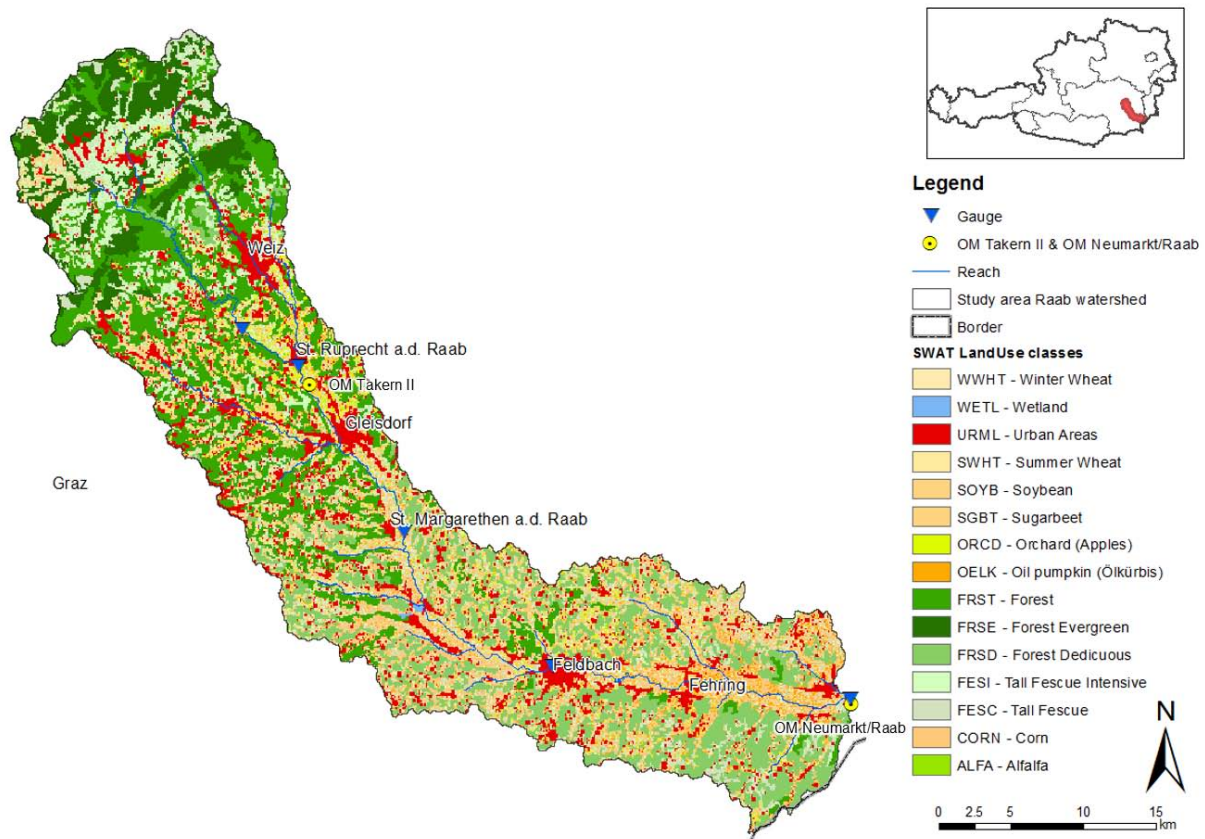 Weiz
St. Ruprecht a.d. Raab
OM Takern II
Gleisdorf
Graz
St. Margarethen a.d. Raab
Feldbach
Fehring
OM Neumarkt/Raab
Legend
Gauge
OM Takern II & OM Neumarkt/Raab
Reach
Study area Raab watershed
Border
SWAT LandUse classes
WWHT - Winter Wheat
WETL - Wetland
URML - Urban Areas
SWHT - Summer Wheat
SOYB - Soybean
SGBT - Sugarbeet
ORCD - Orchard (Apples)
OELK - Oil pumpkin (Ölkürbis)
FRST - Forest
FRSE - Forest Evergreen
FRSD - Forest Dedicuous
FESI - Tall Fescue Intensive
FESC - Tall Fescue
CORN - Corn
ALFA - Alfalfa
N
0 2.5 5 10 15
km